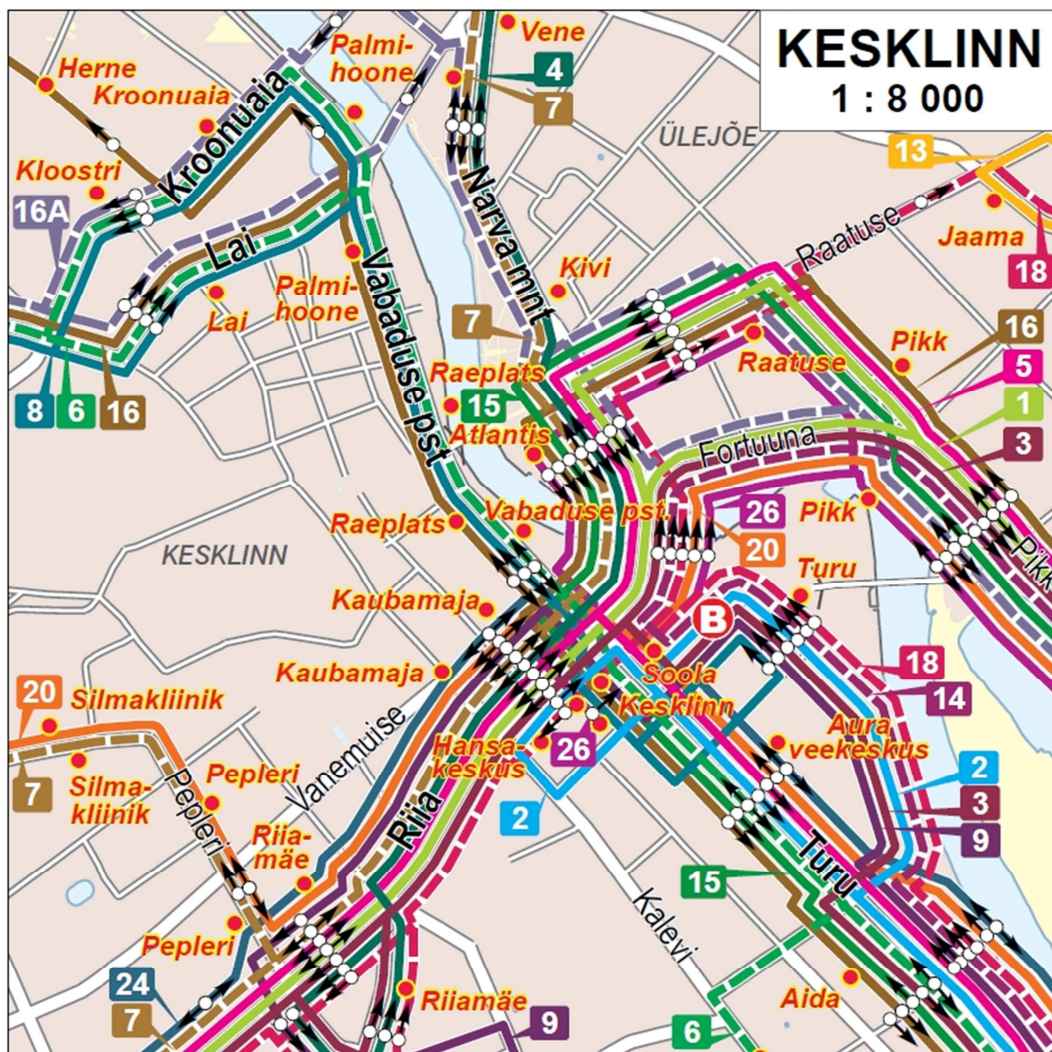 KESKLINN
1 : 8 000
Vene
Palmi-
hoone
4
7
Herne
Kroonuaia
Kroonuaia
ÜLEJÕE
13
Kloostri
16A
Narva mnt
Raatuse
Jaama
18
Lai
Lai
Palmi-
hoone
Vabaduse pst
Kivi
7
Raeplats
15
Atlantis
Raatuse
Pikk
16
5
1
3
8
6
16
Fortuuna
Raeplats
Vabaduse pst.
26
20
Pikk
Pikk
KESKLINN
Turu
Kaubamaja
B
Kaubamaja
Soola
Kesklinn
18
14
20
Silmakliinik
Vanemuise
Hansa-
keskus
26
Aura
veekeskus
7
Silma-
kliinik
Pepleri
Pepleri
Riia
2
2
3
9
Riia-
mäe
Turu
15
Kalevi
Pepleri
24
7
Riiamäe
9
Aida
6